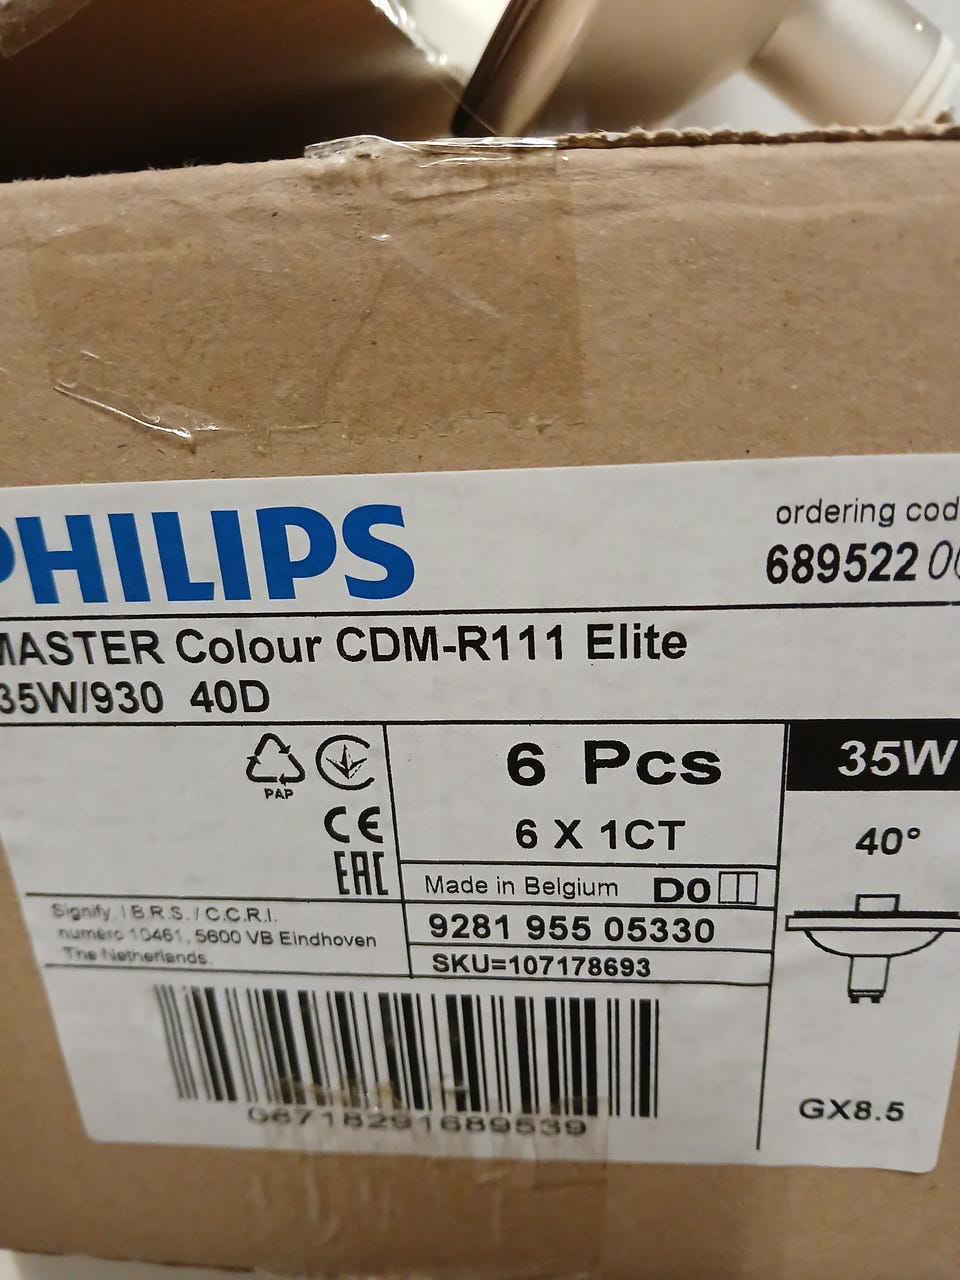 PHILIPS
ordering cod
689522 00
MASTER Colour CDM-R111 Elite
35W/930 40D
PAP
CE
EAC
6 Pcs
6 X 1CT
Made in Belgium D0
9281 955 05330
SKU=107178693
Signify, I.B.R.S. / C.C.R.I.
numéro 10461, 5600 VB Eindhoven
The Netherlands.
08718291689539
35W
40°
GX8.5